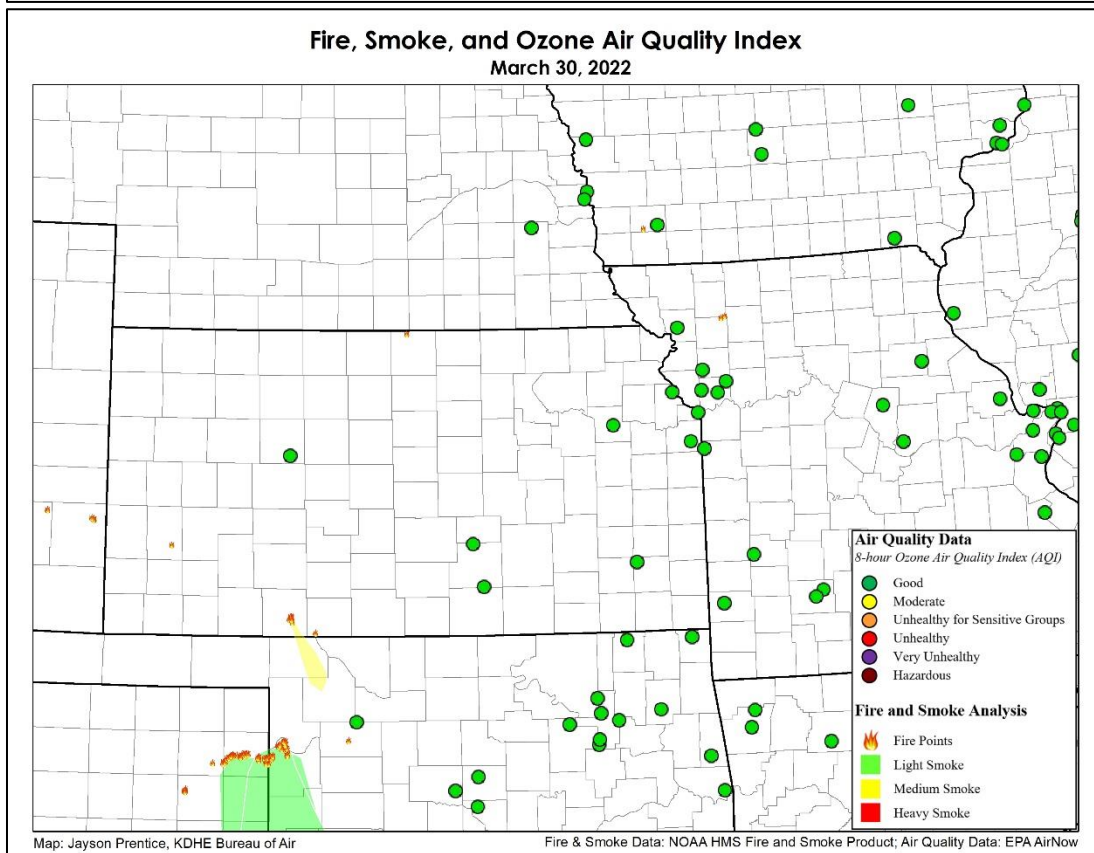 Fire, Smoke, and Ozone Air Quality Index
March 30, 2022
Air Quality Data
8-hour Ozone Air Quality Index (AQI)
Good
Moderate
Unhealthy for Sensitive Groups
Unhealthy
Very Unhealthy
Hazardous
Fire and Smoke Analysis
Fire Points
Light Smoke
Medium Smoke
Heavy Smoke
Map: Jayson Prentice, KDHE Bureau of Air
Fire & Smoke Data: NOAA HMS Fire and Smoke Product; Air Quality Data: EPA AirNow